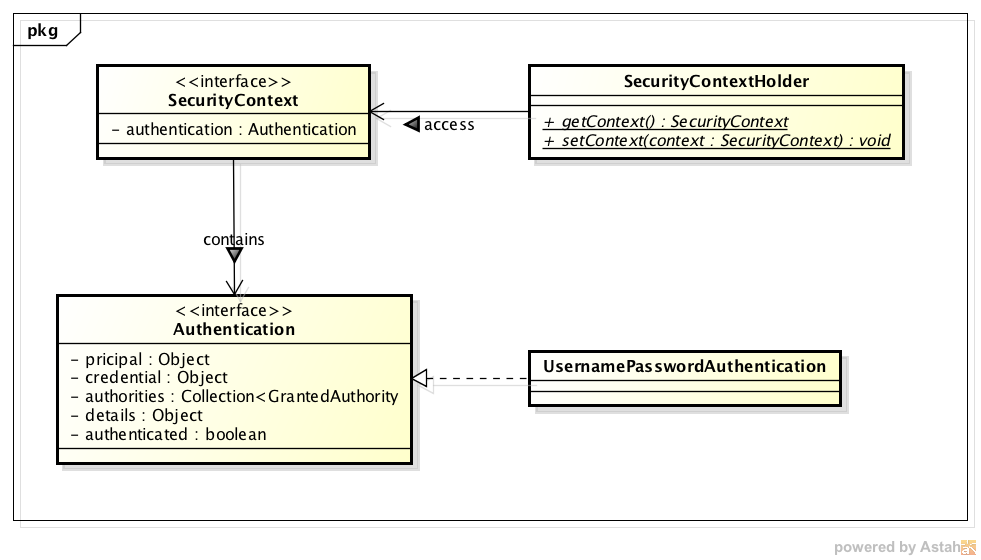 pkg
<<interface>>
SecurityContext
- authentication : Authentication
SecurityContextHolder
+ getContext() : SecurityContext
+ setContext(context : SecurityContext) : void
access
contains
<<interface>>
Authentication
- pricipal : Object
- credential : Object
- authorities : Collection<GrantedAuthority
- details : Object
- authenticated : boolean
UsernamePasswordAuthentication
powered by Astah